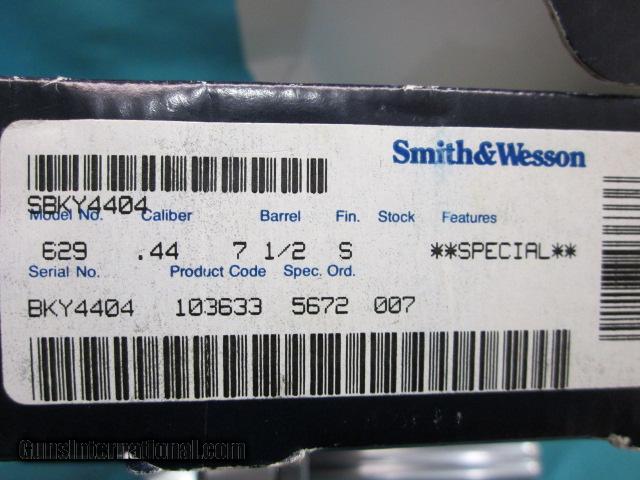 Smith&Wesson
SBKY4404
Model No. Caliber Barrel Fin. Stock Features
629 .44 7 1/2 S **SPECIAL**
Serial No. Product Code Spec. Ord.
BKY4404 103633 5672 007
GunsInternational.com